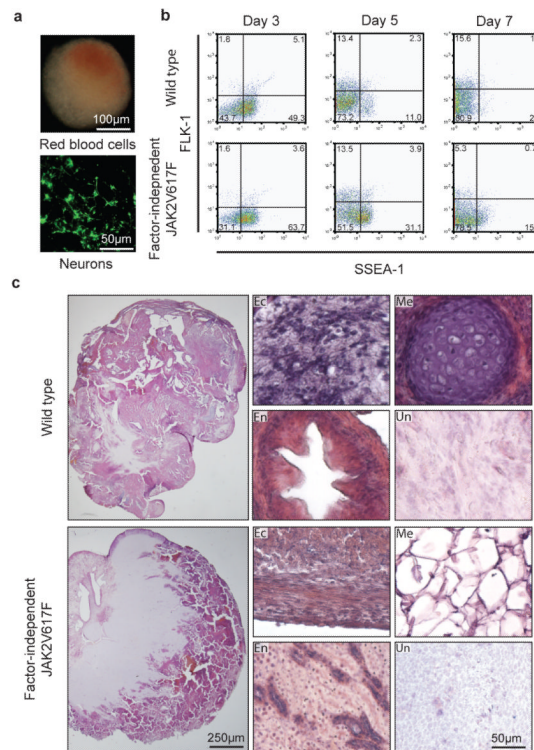 a
100μm
Red blood cells
50μm
Neurons
b
Day 3
Day 5
Day 7
Wild type
Factor-indepnedent
JAK2V617F
FLK-1
1.6
5.1
43.7
49.3
13.4
2.3
73.2
11.0
15.6
80.9
1.6
3.6
31.1
63.7
13.5
3.9
51.5
31.1
5.3
SSEA-1
c
Wild type
Ec
Me
En
Un
Factor-independent
JAK2V617F
250μm
Ec
Me
En
Un
50μm